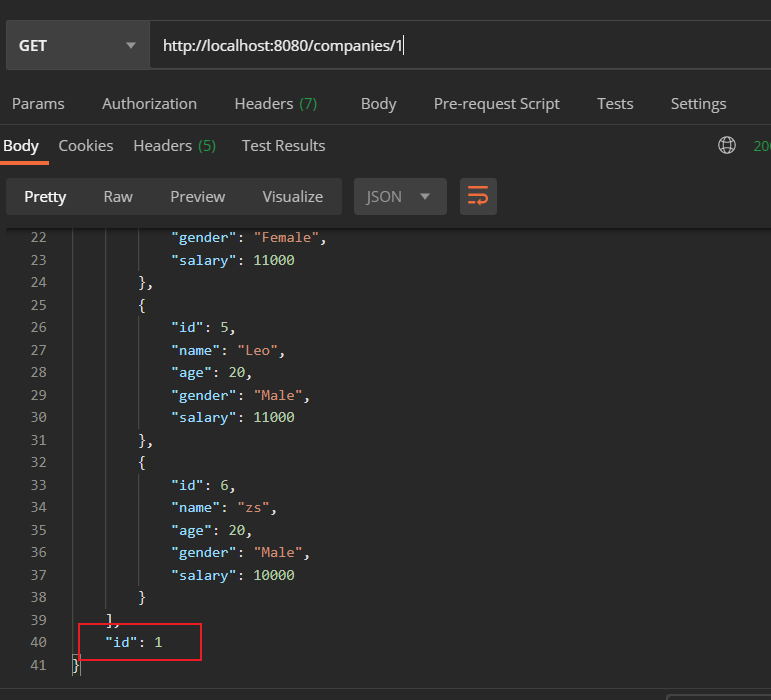 GET http://localhost:8080/companies/1
Params Authorization Headers (7) Body Pre-request Script Tests Settings
Body Cookies Headers (5) Test Results 200
Pretty Raw Preview Visualize JSON
22 "gender": "Female",
23 "salary": 11000
24 },
25 {
26 "id": 5,
27 "name": "Leo",
28 "age": 20,
29 "gender": "Male",
30 "salary": 11000
31 },
32 {
33 "id": 6,
34 "name": "zs",
35 "age": 20,
36 "gender": "Male",
37 "salary": 10000
38 }
39 ],
40 "id": 1
41 }